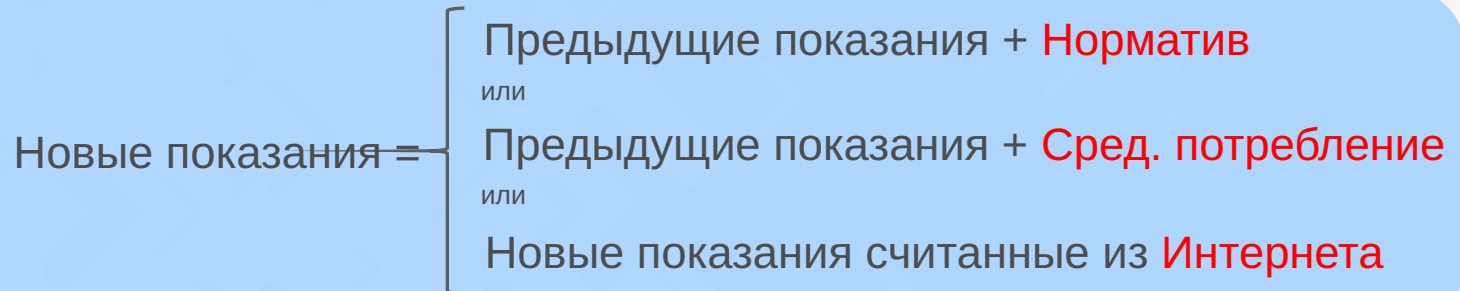 Предыдущие показания + Норматив
или
Новые показания = Предыдущие показания + Сред. потребление
или
Новые показания считанные из Интернета